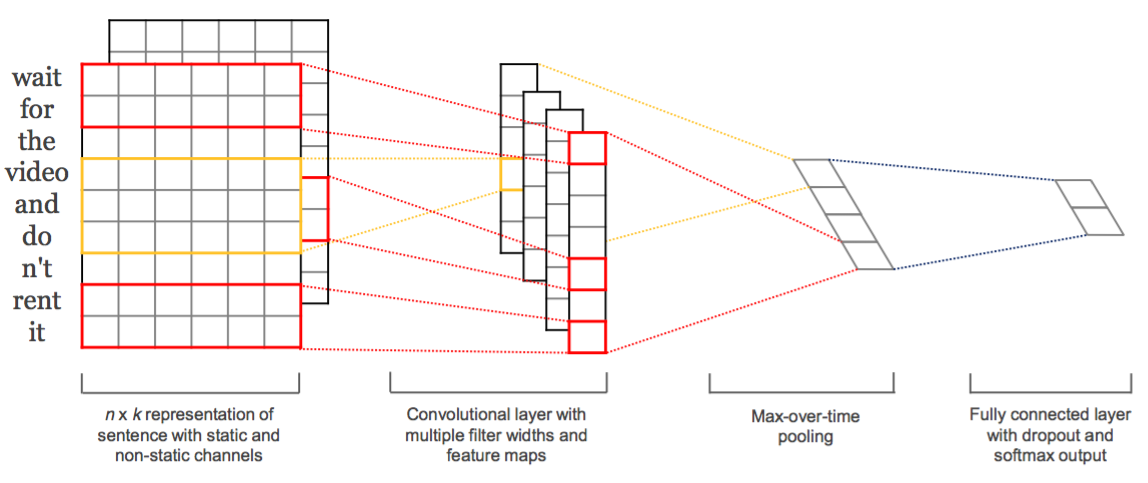 wait
for
the
video
and
do
n't
rent
it
n x k representation of
sentence with static and
non-static channels
Convolutional layer with
multiple filter widths and
feature maps
Max-over-time
pooling
Fully connected layer
with dropout and
softmax output